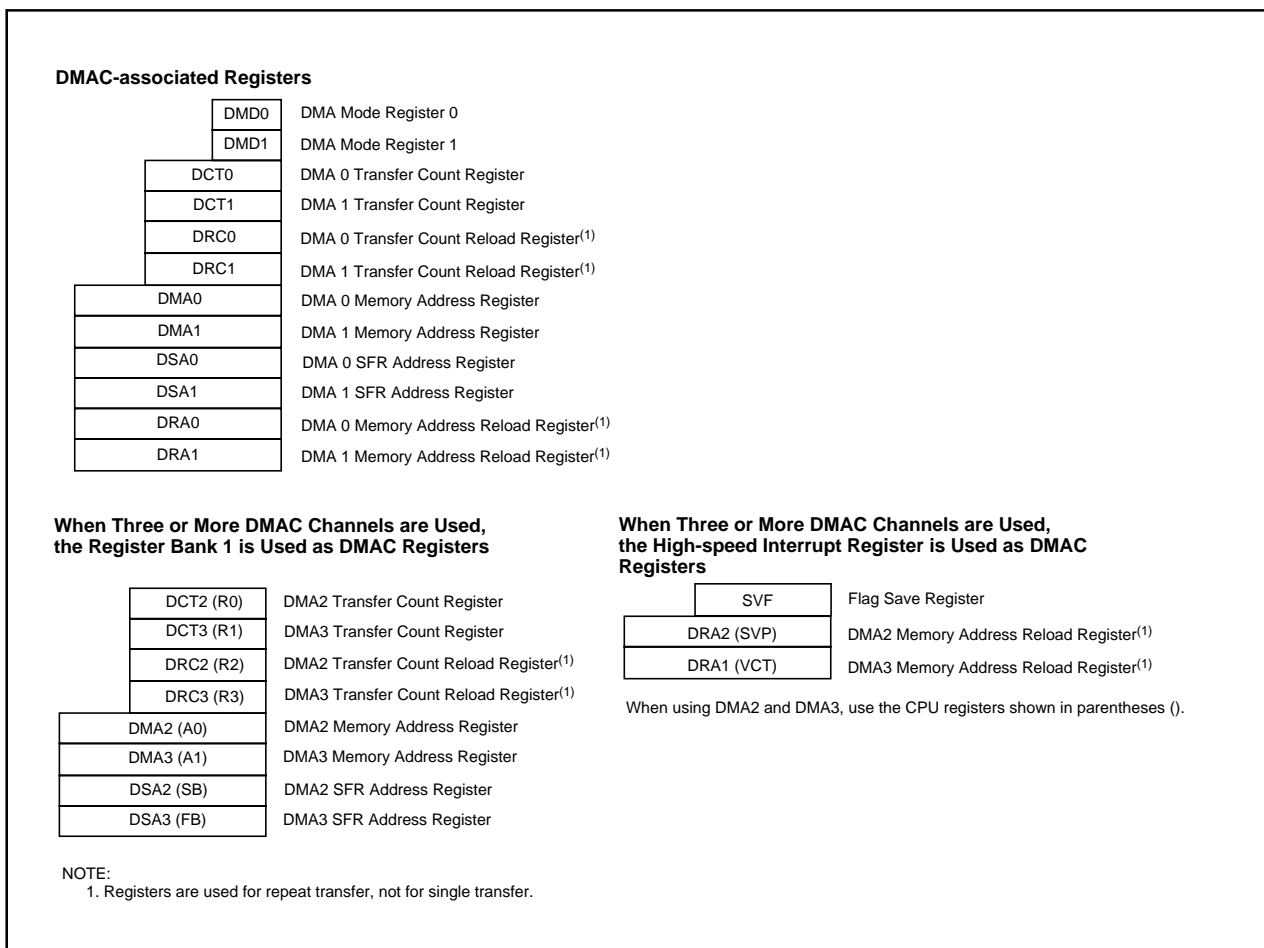 DMAC-associated Registers
DMD0 DMA Mode Register 0
DMD1 DMA Mode Register 1
DCT0 DMA 0 Transfer Count Register
DCT1 DMA 1 Transfer Count Register
DRC0 DMA 0 Transfer Count Reload Register(1)
DRC1 DMA 1 Transfer Count Reload Register(1)
DMA0 DMA 0 Memory Address Register
DMA1 DMA 1 Memory Address Register
DSA0 DMA 0 SFR Address Register
DSA1 DMA 1 SFR Address Register
DRA0 DMA 0 Memory Address Reload Register(1)
DRA1 DMA 1 Memory Address Reload Register(1)
When Three or More DMAC Channels are Used,
the Register Bank 1 is Used as DMAC Registers
DCT2 (R0) DMA2 Transfer Count Register
DCT3 (R1) DMA3 Transfer Count Register
DRC2 (R2) DMA2 Transfer Count Reload Register(1)
DRC3 (R3) DMA3 Transfer Count Reload Register(1)
DMA2 (A0) DMA2 Memory Address Register
DMA3 (A1) DMA3 Memory Address Register
DSA2 (SB) DMA2 SFR Address Register
DSA3 (FB) DMA3 SFR Address Register
When Three or More DMAC Channels are Used,
the High-speed Interrupt Register is Used as DMAC
Registers
SVF Flag Save Register
DRA2 (SVP) DMA2 Memory Address Reload Register(1)
DRA1 (VCT) DMA3 Memory Address Reload Register(1)
When using DMA2 and DMA3, use the CPU registers shown in parentheses ().
NOTE:
1. Registers are used for repeat transfer, not for single transfer.